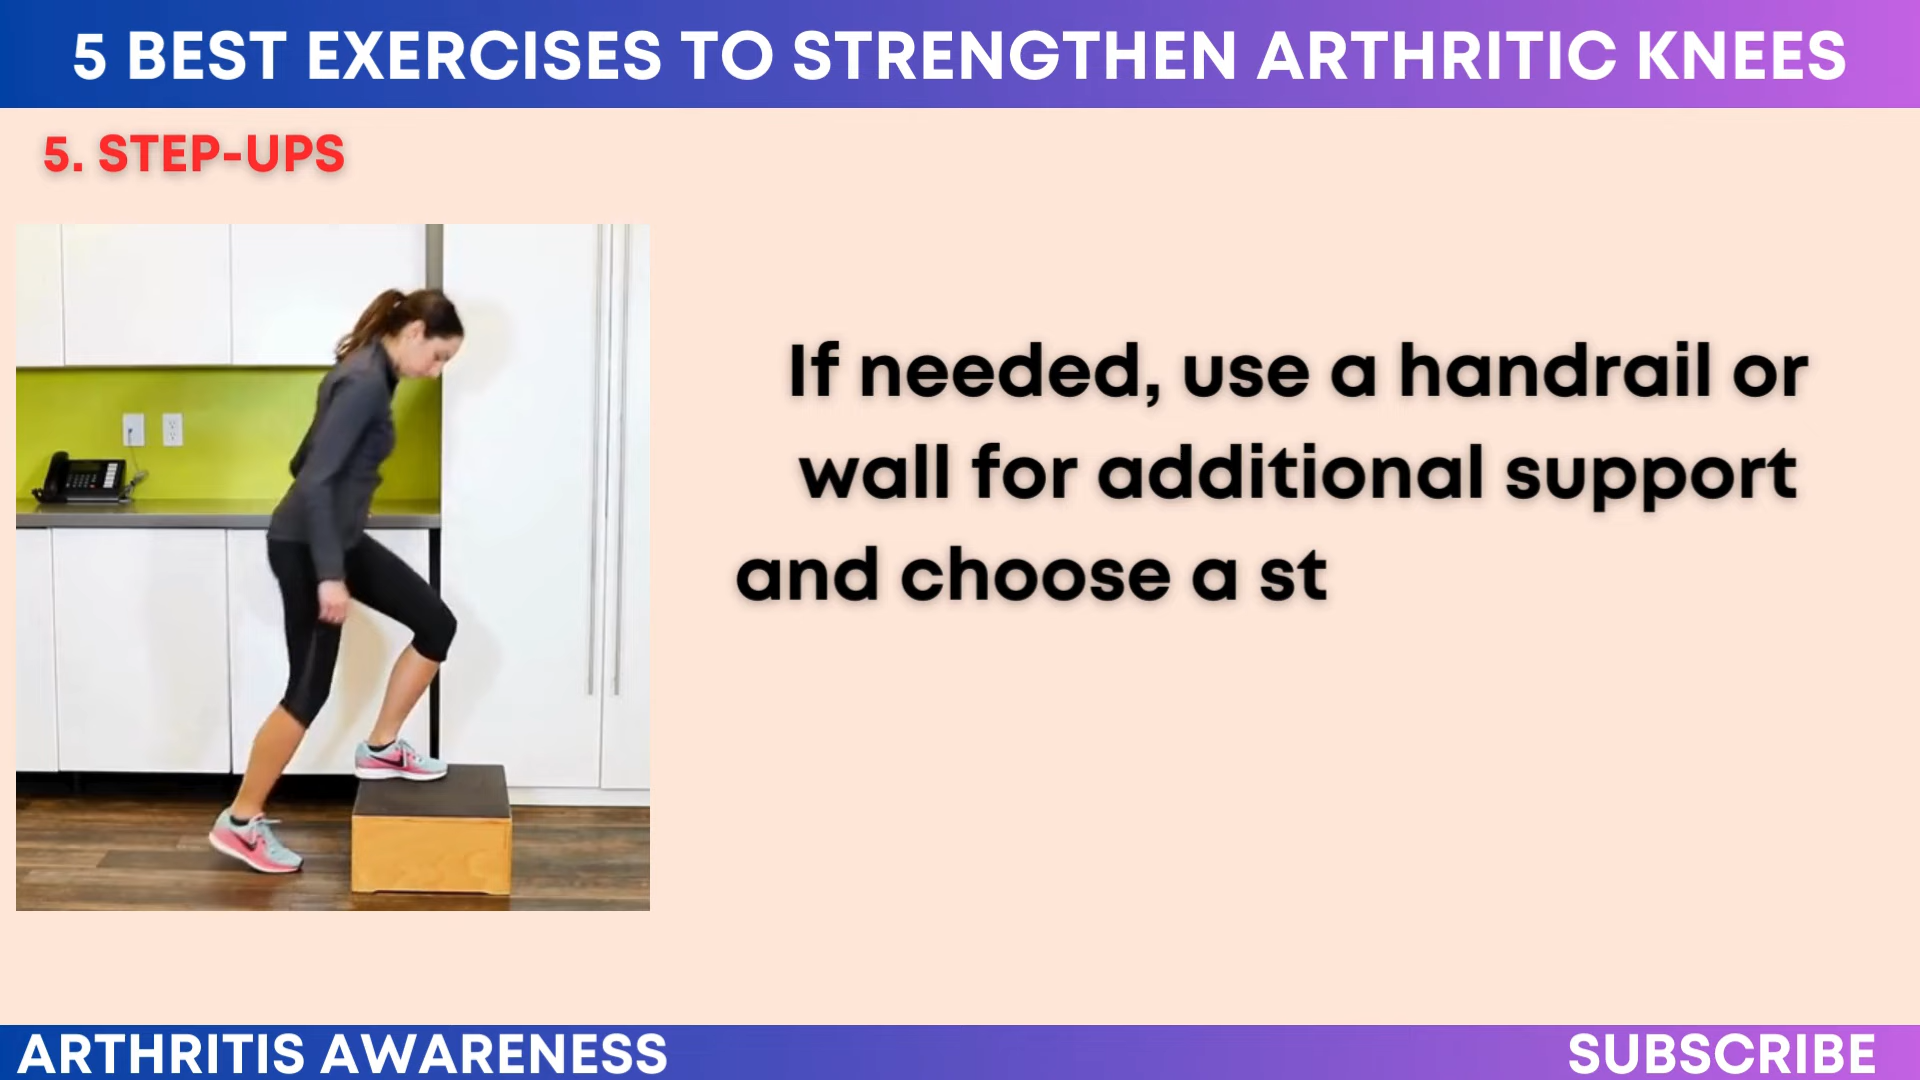 5 BEST EXERCISES TO STRENGTHEN ARTHRITIC KNEES
5. STEP-UPS
If needed, use a handrail or
wall for additional support
and choose a st
ARTHRITIS AWARENESS
SUBSCRIBE